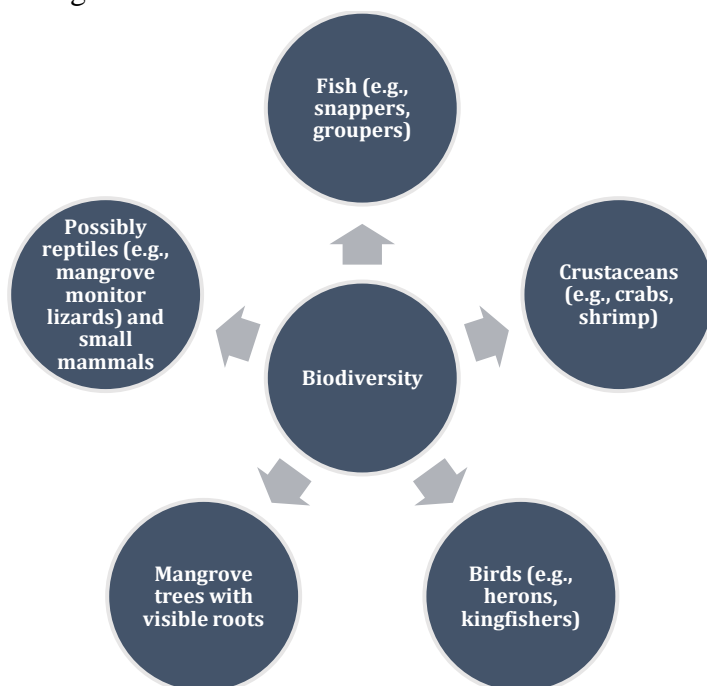 Fish (e.g.,
snappers,
groupers)
Possibly
reptiles (e.g.,
mangrove
monitor
lizards) and
small
mammals
Crustaceans
(e.g., crabs,
shrimp)
Biodiversity
Mangrove
trees with
visible roots
Birds (e.g.,
herons,
kingfishers)